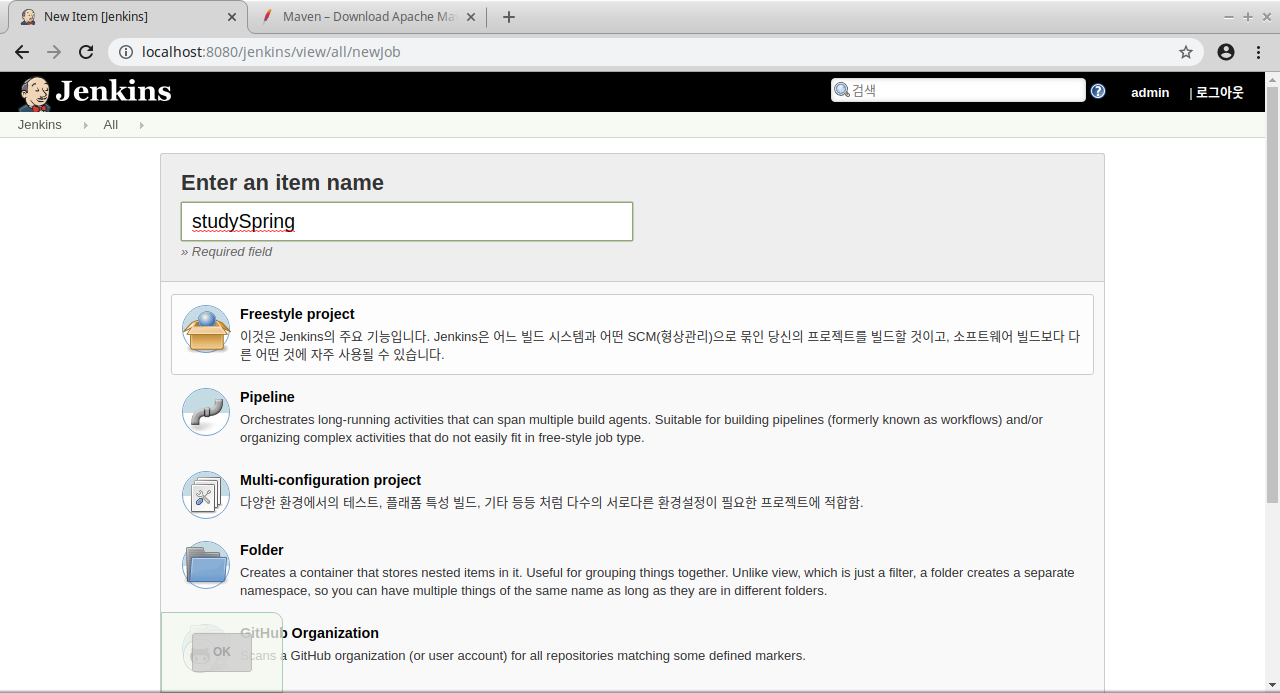 New Item [Jenkins]
Maven – Download Apache Ma
localhost:8080/jenkins/view/all/newJob
Jenkins
검색
admin
| 로그아웃
Jenkins
All
Enter an item name
studySpring
» Required field
Freestyle project
이것은 Jenkins의 주요 기능입니다. Jenkins은 어느 빌드 시스템과 어떤 SCM(형상관리)으로 묶인 당신의 프로젝트를 빌드할 것이고, 소프트웨어 빌드보다 다
른 어떤 것에 자주 사용될 수 있습니다.
Pipeline
Orchestrates long-running activities that can span multiple build agents. Suitable for building pipelines (formerly known as workflows) and/or
organizing complex activities that do not easily fit in free-style job type.
Multi-configuration project
다양한 환경에서의 테스트, 플래폼 특성 빌드, 기타 등등 처럼 다수의 서로다른 환경설정이 필요한 프로젝트에 적합함.
Folder
Creates a container that stores nested items in it. Useful for grouping things together. Unlike view, which is just a filter, a folder creates a separate
namespace, so you can have multiple things of the same name as long as they are in different folders.
GitHub Organization
OK
Scans a GitHub organization (or user account) for all repositories matching some defined markers.